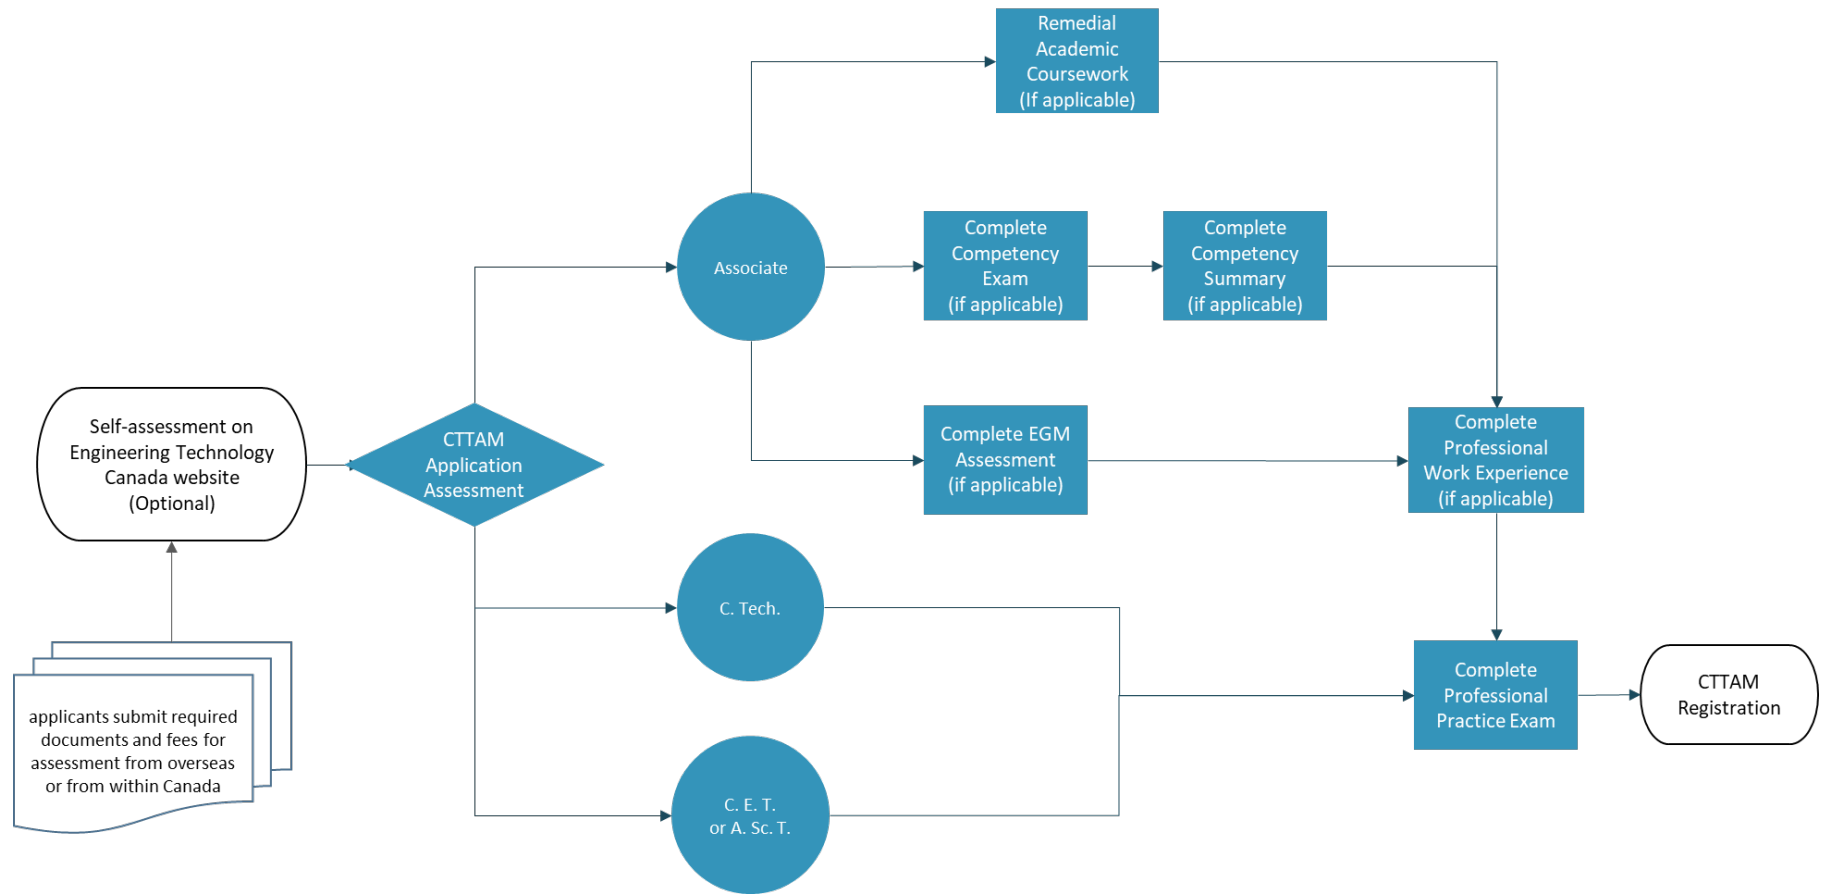 Remedial
Academic
Coursework
(If applicable)
Associate
Complete
Competency
Exam
(if applicable)
Complete
Competency
Summary
(if applicable)
Self-assessment on
Engineering Technology
Canada website
(Optional)
CTTAM
Application
Assessment
Complete EGM
Assessment
(if applicable)
Complete
Professional
Work Experience
(if applicable)
C. Tech.
applicants submit required
documents and fees for
assessment from overseas
or from within Canada
Complete
Professional
Practice Exam
CTTAM
Registration
C. E. T.
or A. Sc. T.